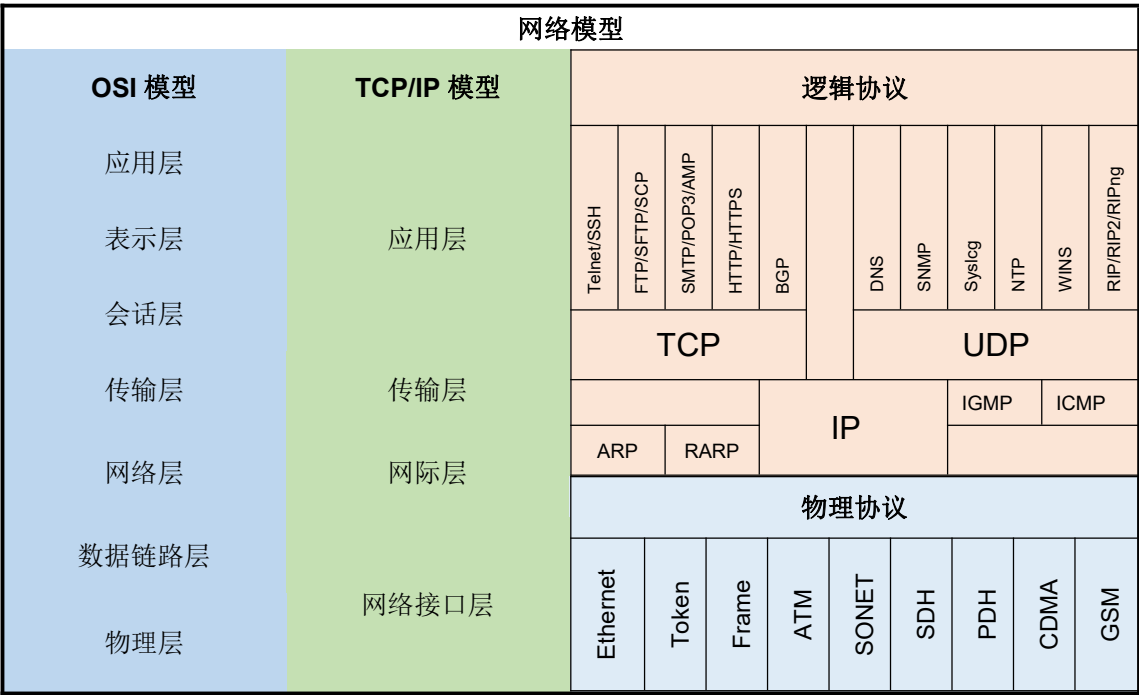 网络模型
OSI 模型
TCP/IP 模型
逻辑协议
应用层
表示层
会话层
传输层
网络层
数据链路层
物理层
应用层
传输层
网际层
网络接口层
Telnet/SSH
FTP/SFTP/SCP
SMTP/POP3/AMP
HTTP/HTTPS
BGP
DNS
SNMP
Syslcg
NTP
WINS
RIP/RIP2/RIPng
TCP
UDP
IP
IGMP
ICMP
ARP
RARP
物理协议
Ethernet
Token
Frame
ATM
SONET
SDH
PDH
CDMA
GSM